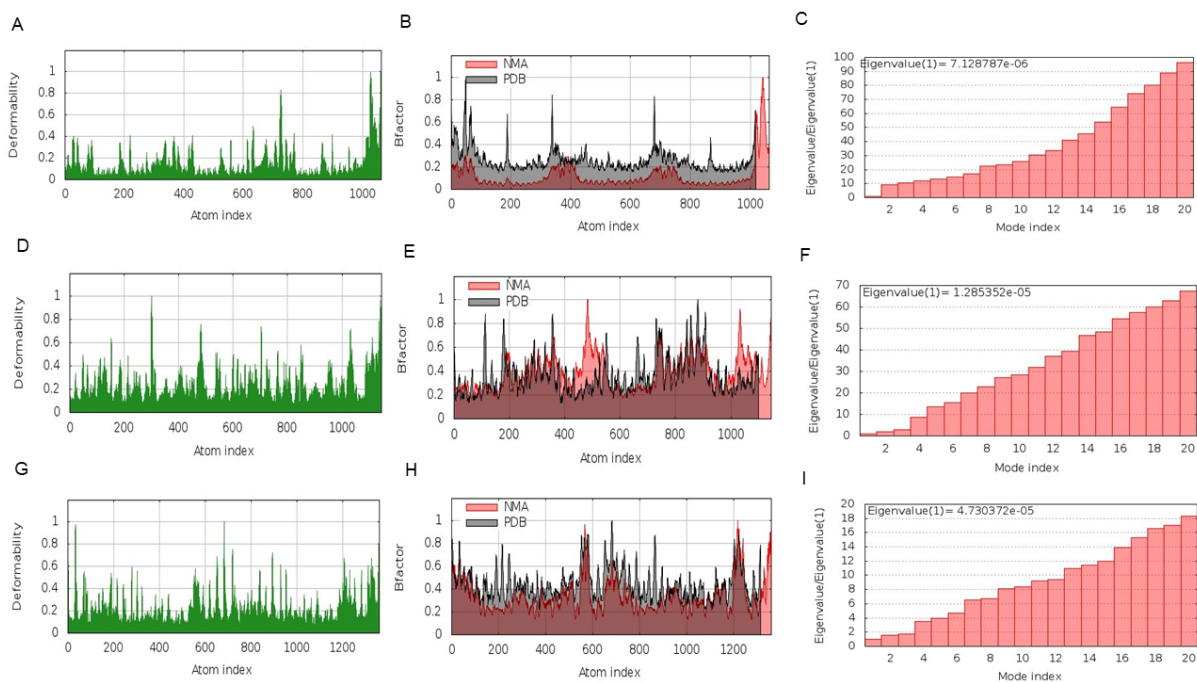 A
Deformability
1
0.8
0.6
0.4
0.2
0
0 200 400 600 800 1000
Atom index
B
Bfactor
NMA
PDB
1
0.8
0.6
0.4
0.2
0
0 200 400 600 800 1000
Atom index
C
Eigenvalue/Eigenvalue(1)
Eigenvalue(1)= 7.128787e-06
100
90
80
70
60
50
40
30
20
10
0
2 4 6 8 10 12 14 16 18 20
Mode index
D
Deformability
1
0.8
0.6
0.4
0.2
0
0 200 400 600 800 1000
Atom index
E
Bfactor
NMA
PDB
1
0.8
0.6
0.4
0.2
0
0 200 400 600 800 1000
Atom index
F
Eigenvalue/Eigenvalue(1)
Eigenvalue(1)= 1.285352e-05
70
60
50
40
30
20
10
0
2 4 6 8 10 12 14 16 18 20
Mode index
G
Deformability
1
0.8
0.6
0.4
0.2
0
0 200 400 600 800 1000 1200
Atom index
H
Bfactor
NMA
PDB
1
0.8
0.6
0.4
0.2
0
0 200 400 600 800 1000 1200
Atom index
I
Eigenvalue/Eigenvalue(1)
Eigenvalue(1)= 4.730372e-05
20
18
16
14
12
10
8
6
4
2
0
2 4 6 8 10 12 14 16 18 20
Mode index